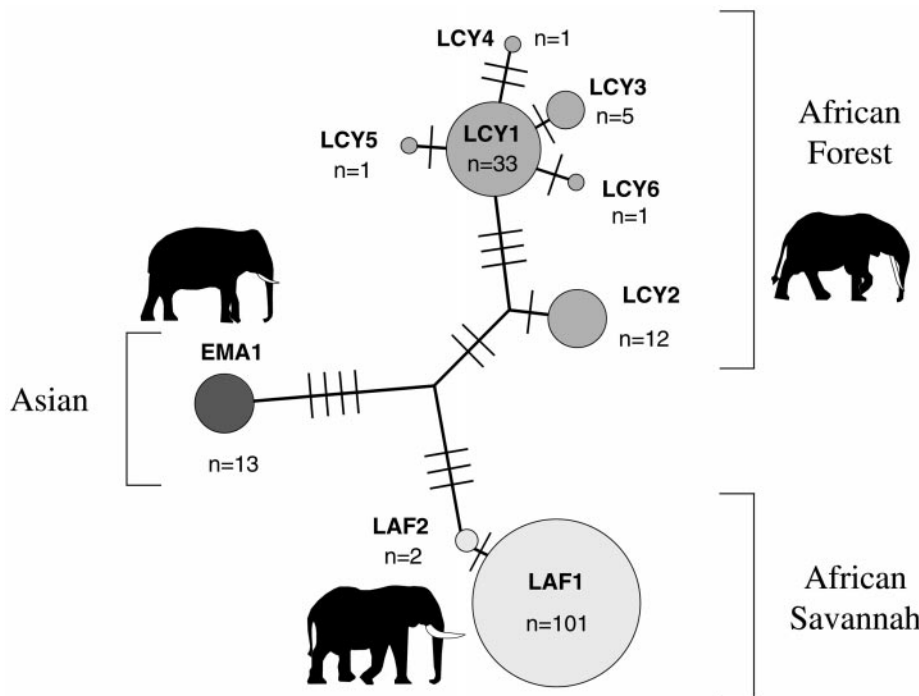 LCY4
n=1
LCY3
n=5
LCY5
n=1
LCY1
n=33
LCY6
n=1
African
Forest
LCY2
n=12
EMA1
n=13
Asian
LAF2
n=2
LAF1
n=101
African
Savannah